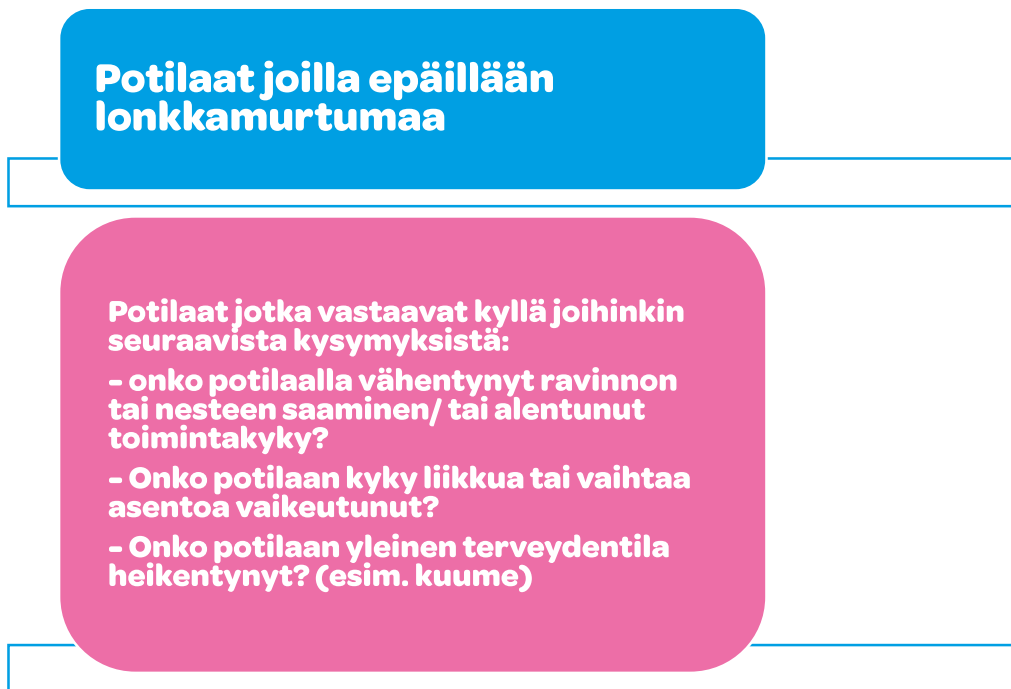 Potilaat joilla epäillään
lonkkamurtumaa
Potilaat jotka vastaavat kyllä joihinkin
seuraavista kysymyksistä:
– onko potilaalla vähentynyt ravinnon
tai nesteen saaminen/ tai alentunut
toimintakyky?
– Onko potilaan kyky liikkua tai vaihtaa
asentoa vaikeutunut?
– Onko potilaan yleinen terveydentila
heikentynyt? (esim. kuume)